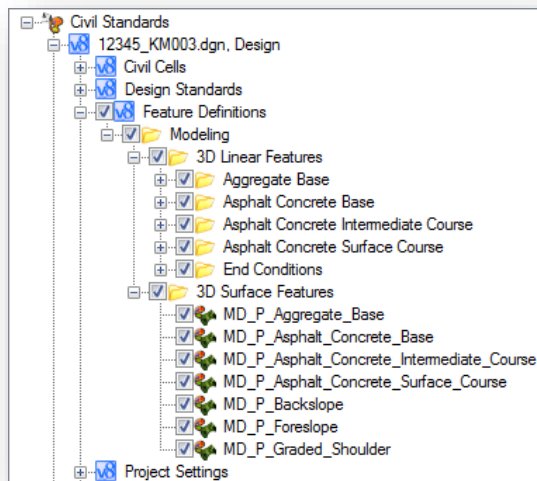 Civil Standards
12345_KM003.dgn, Design
Civil Cells
Design Standards
Feature Definitions
Modeling
3D Linear Features
Aggregate Base
Asphalt Concrete Base
Asphalt Concrete Intermediate Course
Asphalt Concrete Surface Course
End Conditions
3D Surface Features
MD_P_Aggregate_Base
MD_P_Asphalt_Concrete_Base
MD_P_Asphalt_Concrete_Intermediate_Course
MD_P_Asphalt_Concrete_Surface_Course
MD_P_Backslope
MD_P_Foreslope
MD_P_Graded_Shoulder
Project Settings